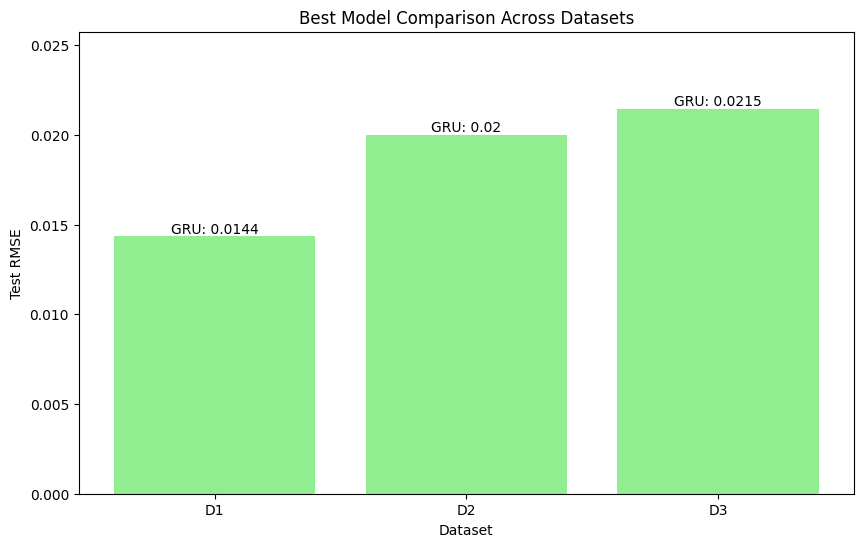 Best Model Comparison Across Datasets
Test RMSE
0.025
0.020
0.015
0.010
0.005
0.000
GRU: 0.0144
GRU: 0.02
GRU: 0.0215
D1
D2
D3
Dataset